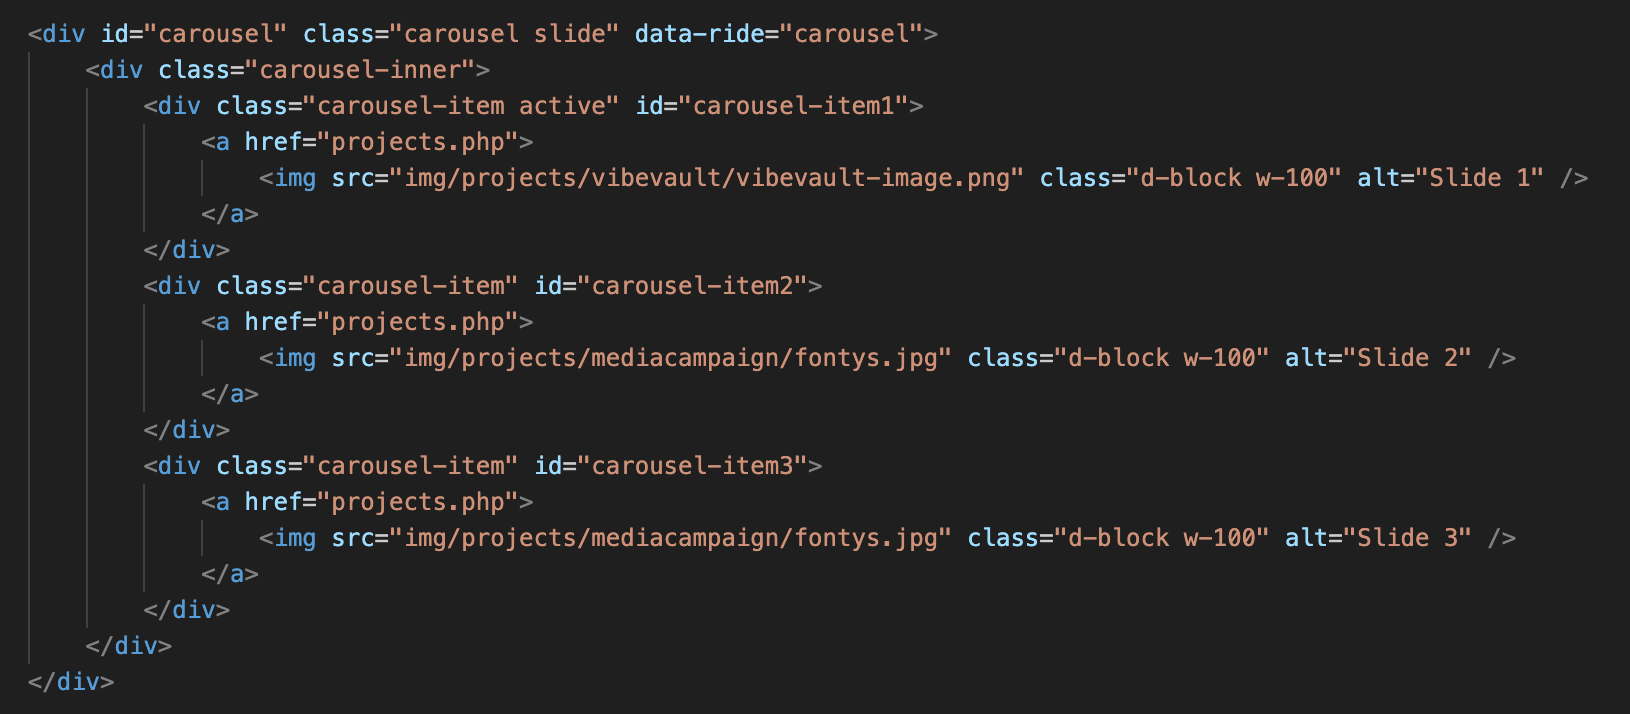 <div id="carousel" class="carousel slide" data-ride="carousel">
    <div class="carousel-inner">
        <div class="carousel-item active" id="carousel-item1">
            <a href="projects.php">
                <img src="img/projects/vibevault/vibevault-image.png" class="d-block w-100" alt="Slide 1" />
            </a>
        </div>
        <div class="carousel-item" id="carousel-item2">
            <a href="projects.php">
                <img src="img/projects/mediacampaign/fontys.jpg" class="d-block w-100" alt="Slide 2" />
            </a>
        </div>
        <div class="carousel-item" id="carousel-item3">
            <a href="projects.php">
                <img src="img/projects/mediacampaign/fontys.jpg" class="d-block w-100" alt="Slide 3" />
            </a>
        </div>
    </div>
</div>